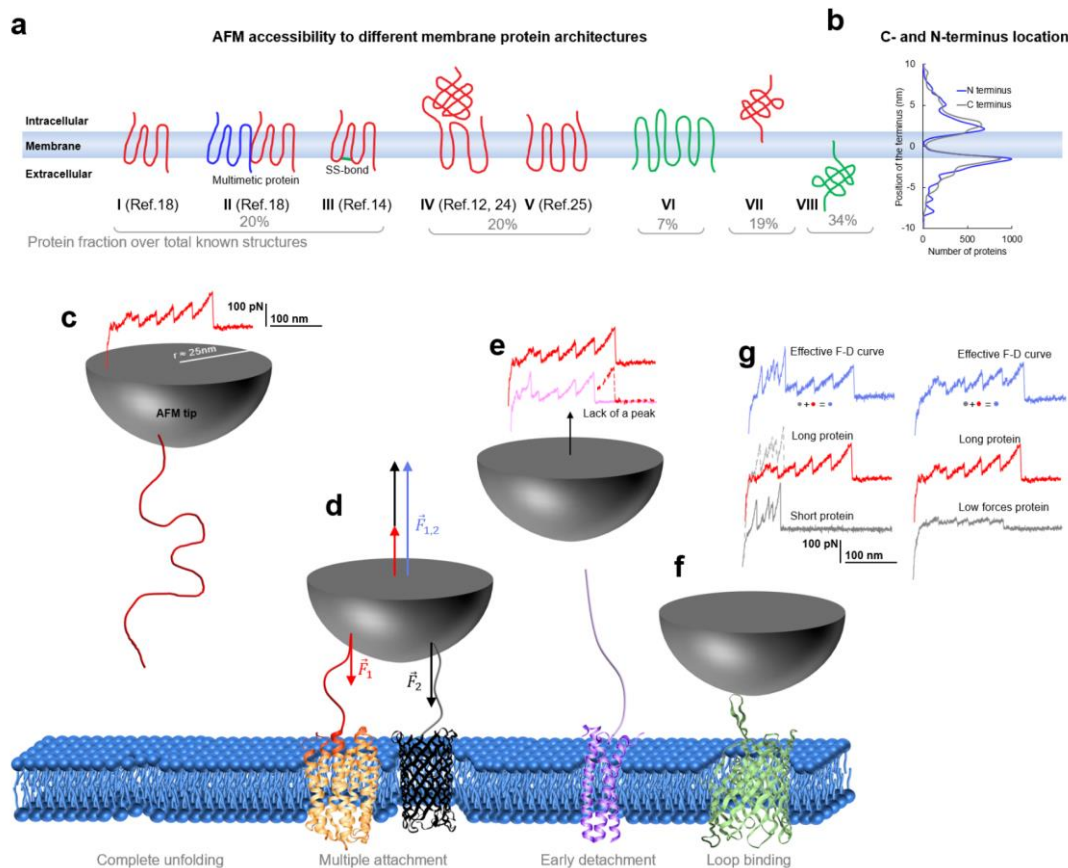 a
AFM accessibility to different membrane protein architectures
Intracellular
Membrane
Extracellular
Multimetic protein
SS-bond
I (Ref.18)
II (Ref.18)
III (Ref.14)
IV (Ref.12, 24)
V (Ref.25)
VI
VII
VIII
20%
20%
7%
19%
34%
Protein fraction over total known structures
b
C- and N-terminus location
Position of the terminus (nm)
10
5
0
-5
-10
N terminus
C terminus
0
500
1000
Number of proteins
c
100 pN
100 nm
r = 25nm
AFM tip
d
F⃗1,2
F⃗1
F⃗2
e
Lack of a peak
f
g
Effective F-D curve
Effective F-D curve
+ =
+ =
Long protein
Long protein
Short protein
Low forces protein
100 pN
100 nm
Complete unfolding
Multiple attachment
Early detachment
Loop binding